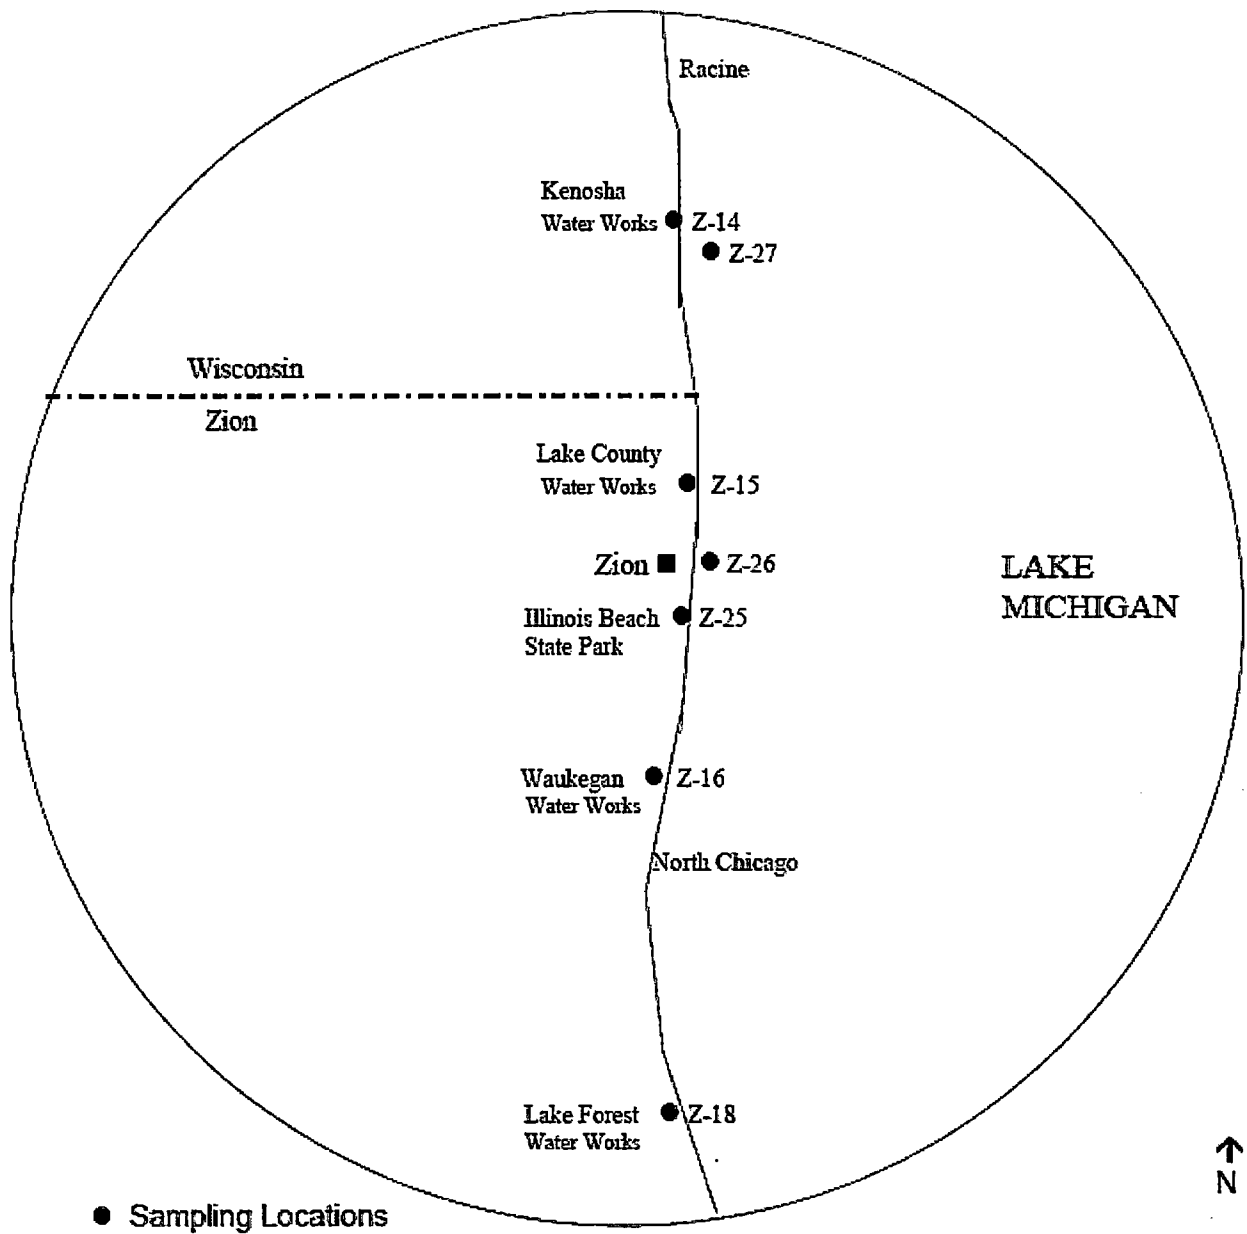 Racine
Kenosha
Water Works
Z-14
Z-27
Wisconsin
Zion
Lake County
Water Works
Z-15
Zion
Z-26
LAKE
MICHIGAN
Illinois Beach
State Park
Z-25
Waukegan
Water Works
Z-16
North Chicago
Lake Forest
Water Works
Z-18
N
Sampling Locations